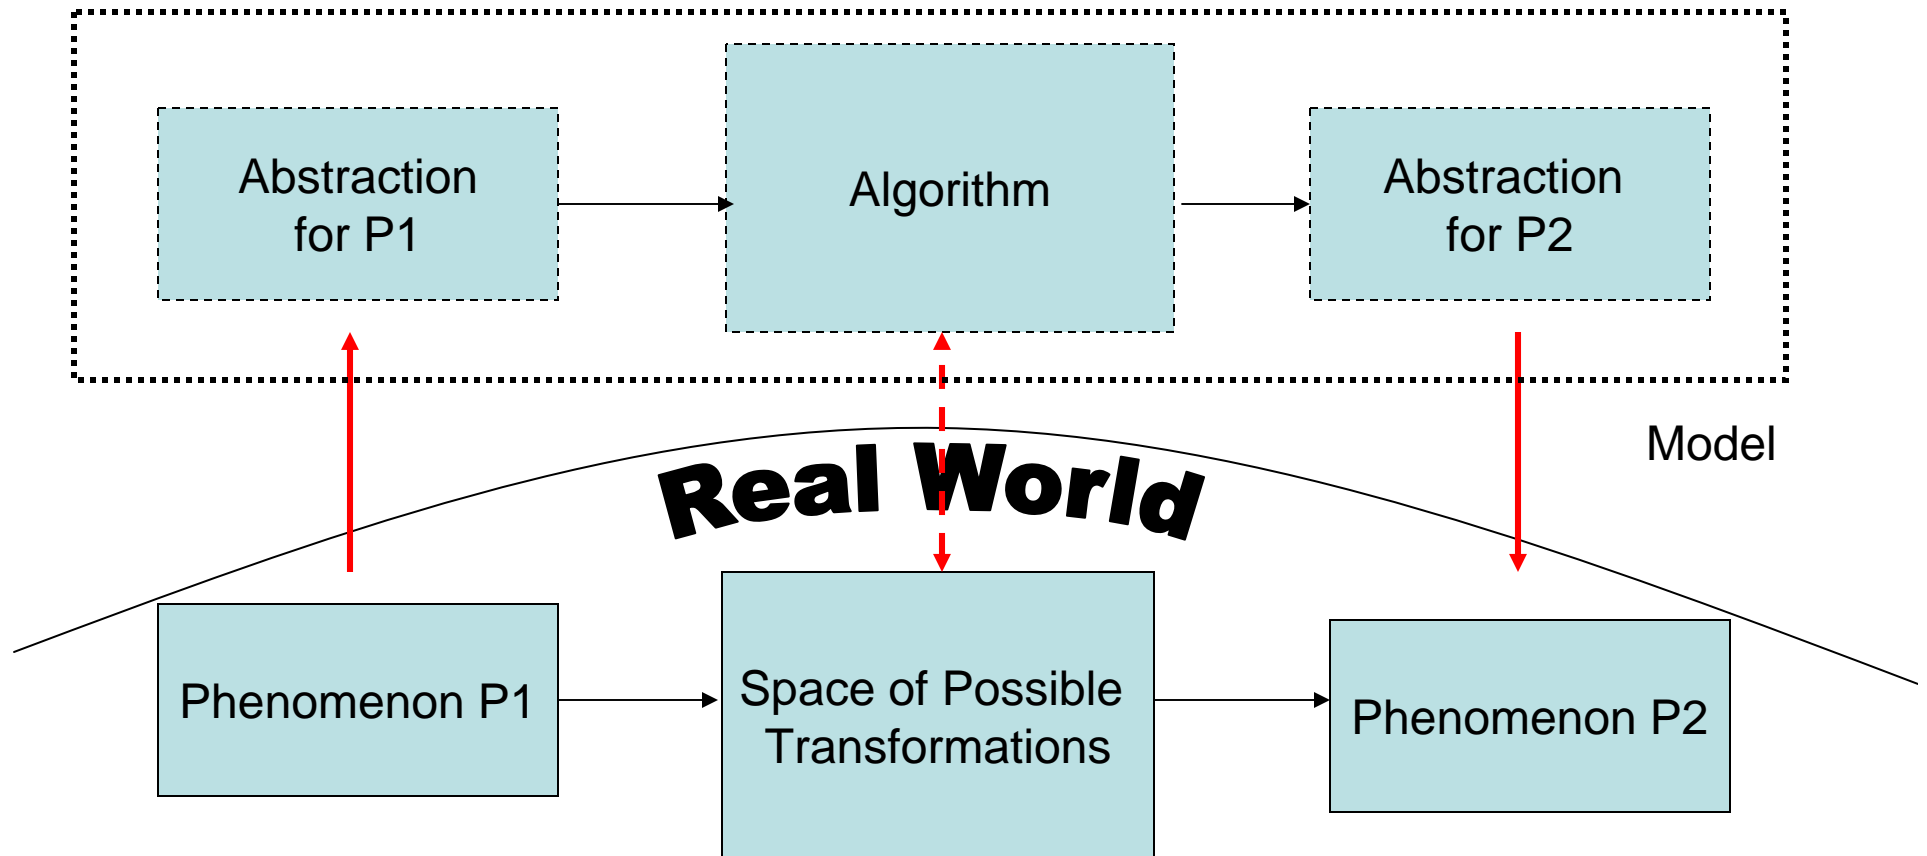 Abstraction
for P1
Algorithm
Abstraction
for P2
Model
Real World
Phenomenon P1
Space of Possible
Transformations
Phenomenon P2